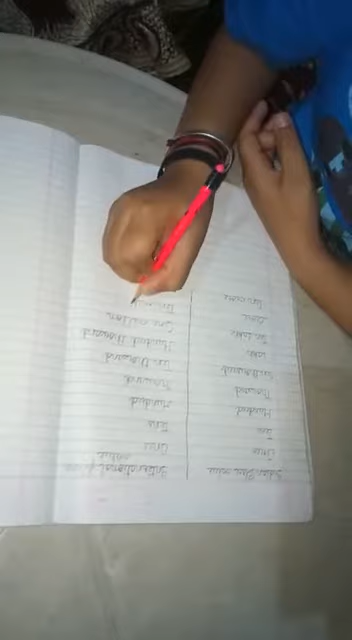 Indian Place value
Ones
Tens
Hundred
Thousand
Ten thousand
Lakh
Ten Lakh
Crore
Ten crore
International place
value
Ones
Tens
Hundred
Thousand
Ten thousand
Hundred thousand
One million